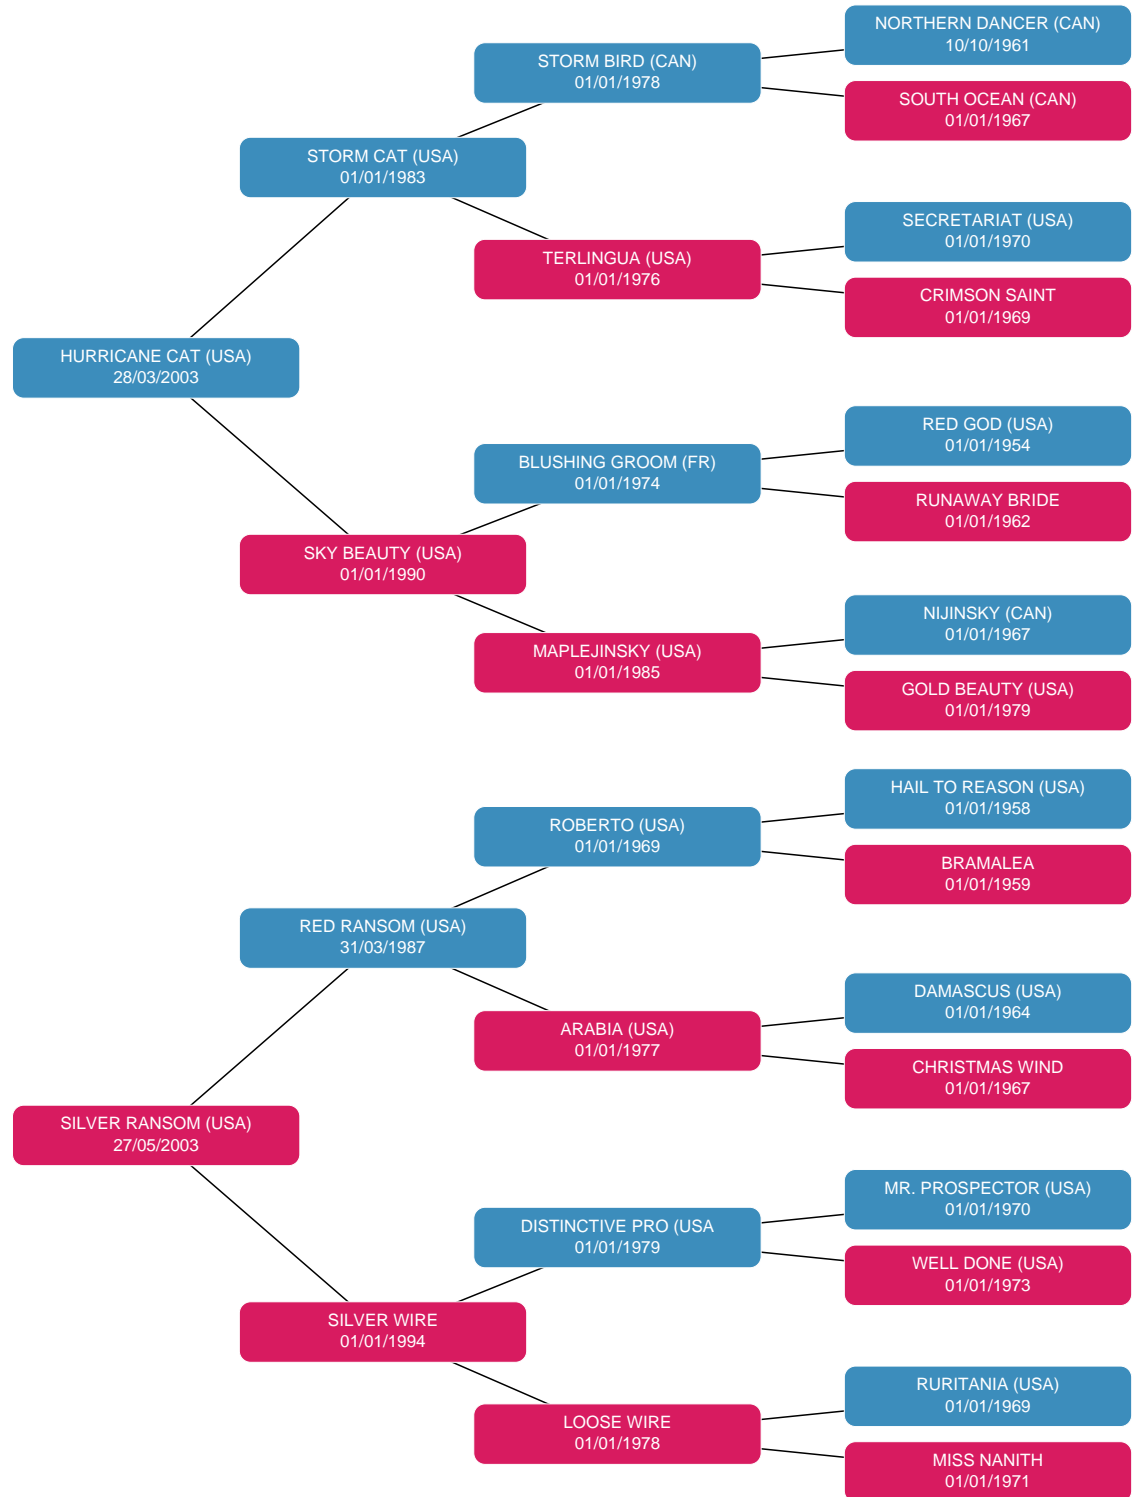 NORTHERN DANCER (CAN)
10/10/1961
STORM BIRD (CAN)
01/01/1978
SOUTH OCEAN (CAN)
01/01/1967
STORM CAT (USA)
01/01/1983
SECRETARIAT (USA)
01/01/1970
TERLINGUA (USA)
01/01/1976
CRIMSON SAINT
01/01/1969
HURRICANE CAT (USA)
28/03/2003
RED GOD (USA)
01/01/1954
BLUSHING GROOM (FR)
01/01/1974
RUNAWAY BRIDE
01/01/1962
SKY BEAUTY (USA)
01/01/1990
NIJINSKY (CAN)
01/01/1967
MAPLEJINSKY (USA)
01/01/1985
GOLD BEAUTY (USA)
01/01/1979
HAIL TO REASON (USA)
01/01/1958
ROBERTO (USA)
01/01/1969
BRAMALEA
01/01/1959
RED RANSOM (USA)
31/03/1987
DAMASCUS (USA)
01/01/1964
ARABIA (USA)
01/01/1977
CHRISTMAS WIND
01/01/1967
SILVER RANSOM (USA)
27/05/2003
MR. PROSPECTOR (USA)
01/01/1970
DISTINCTIVE PRO (USA
01/01/1979
WELL DONE (USA)
01/01/1973
SILVER WIRE
01/01/1994
RURITANIA (USA)
01/01/1969
LOOSE WIRE
01/01/1978
MISS NANITH
01/01/1971